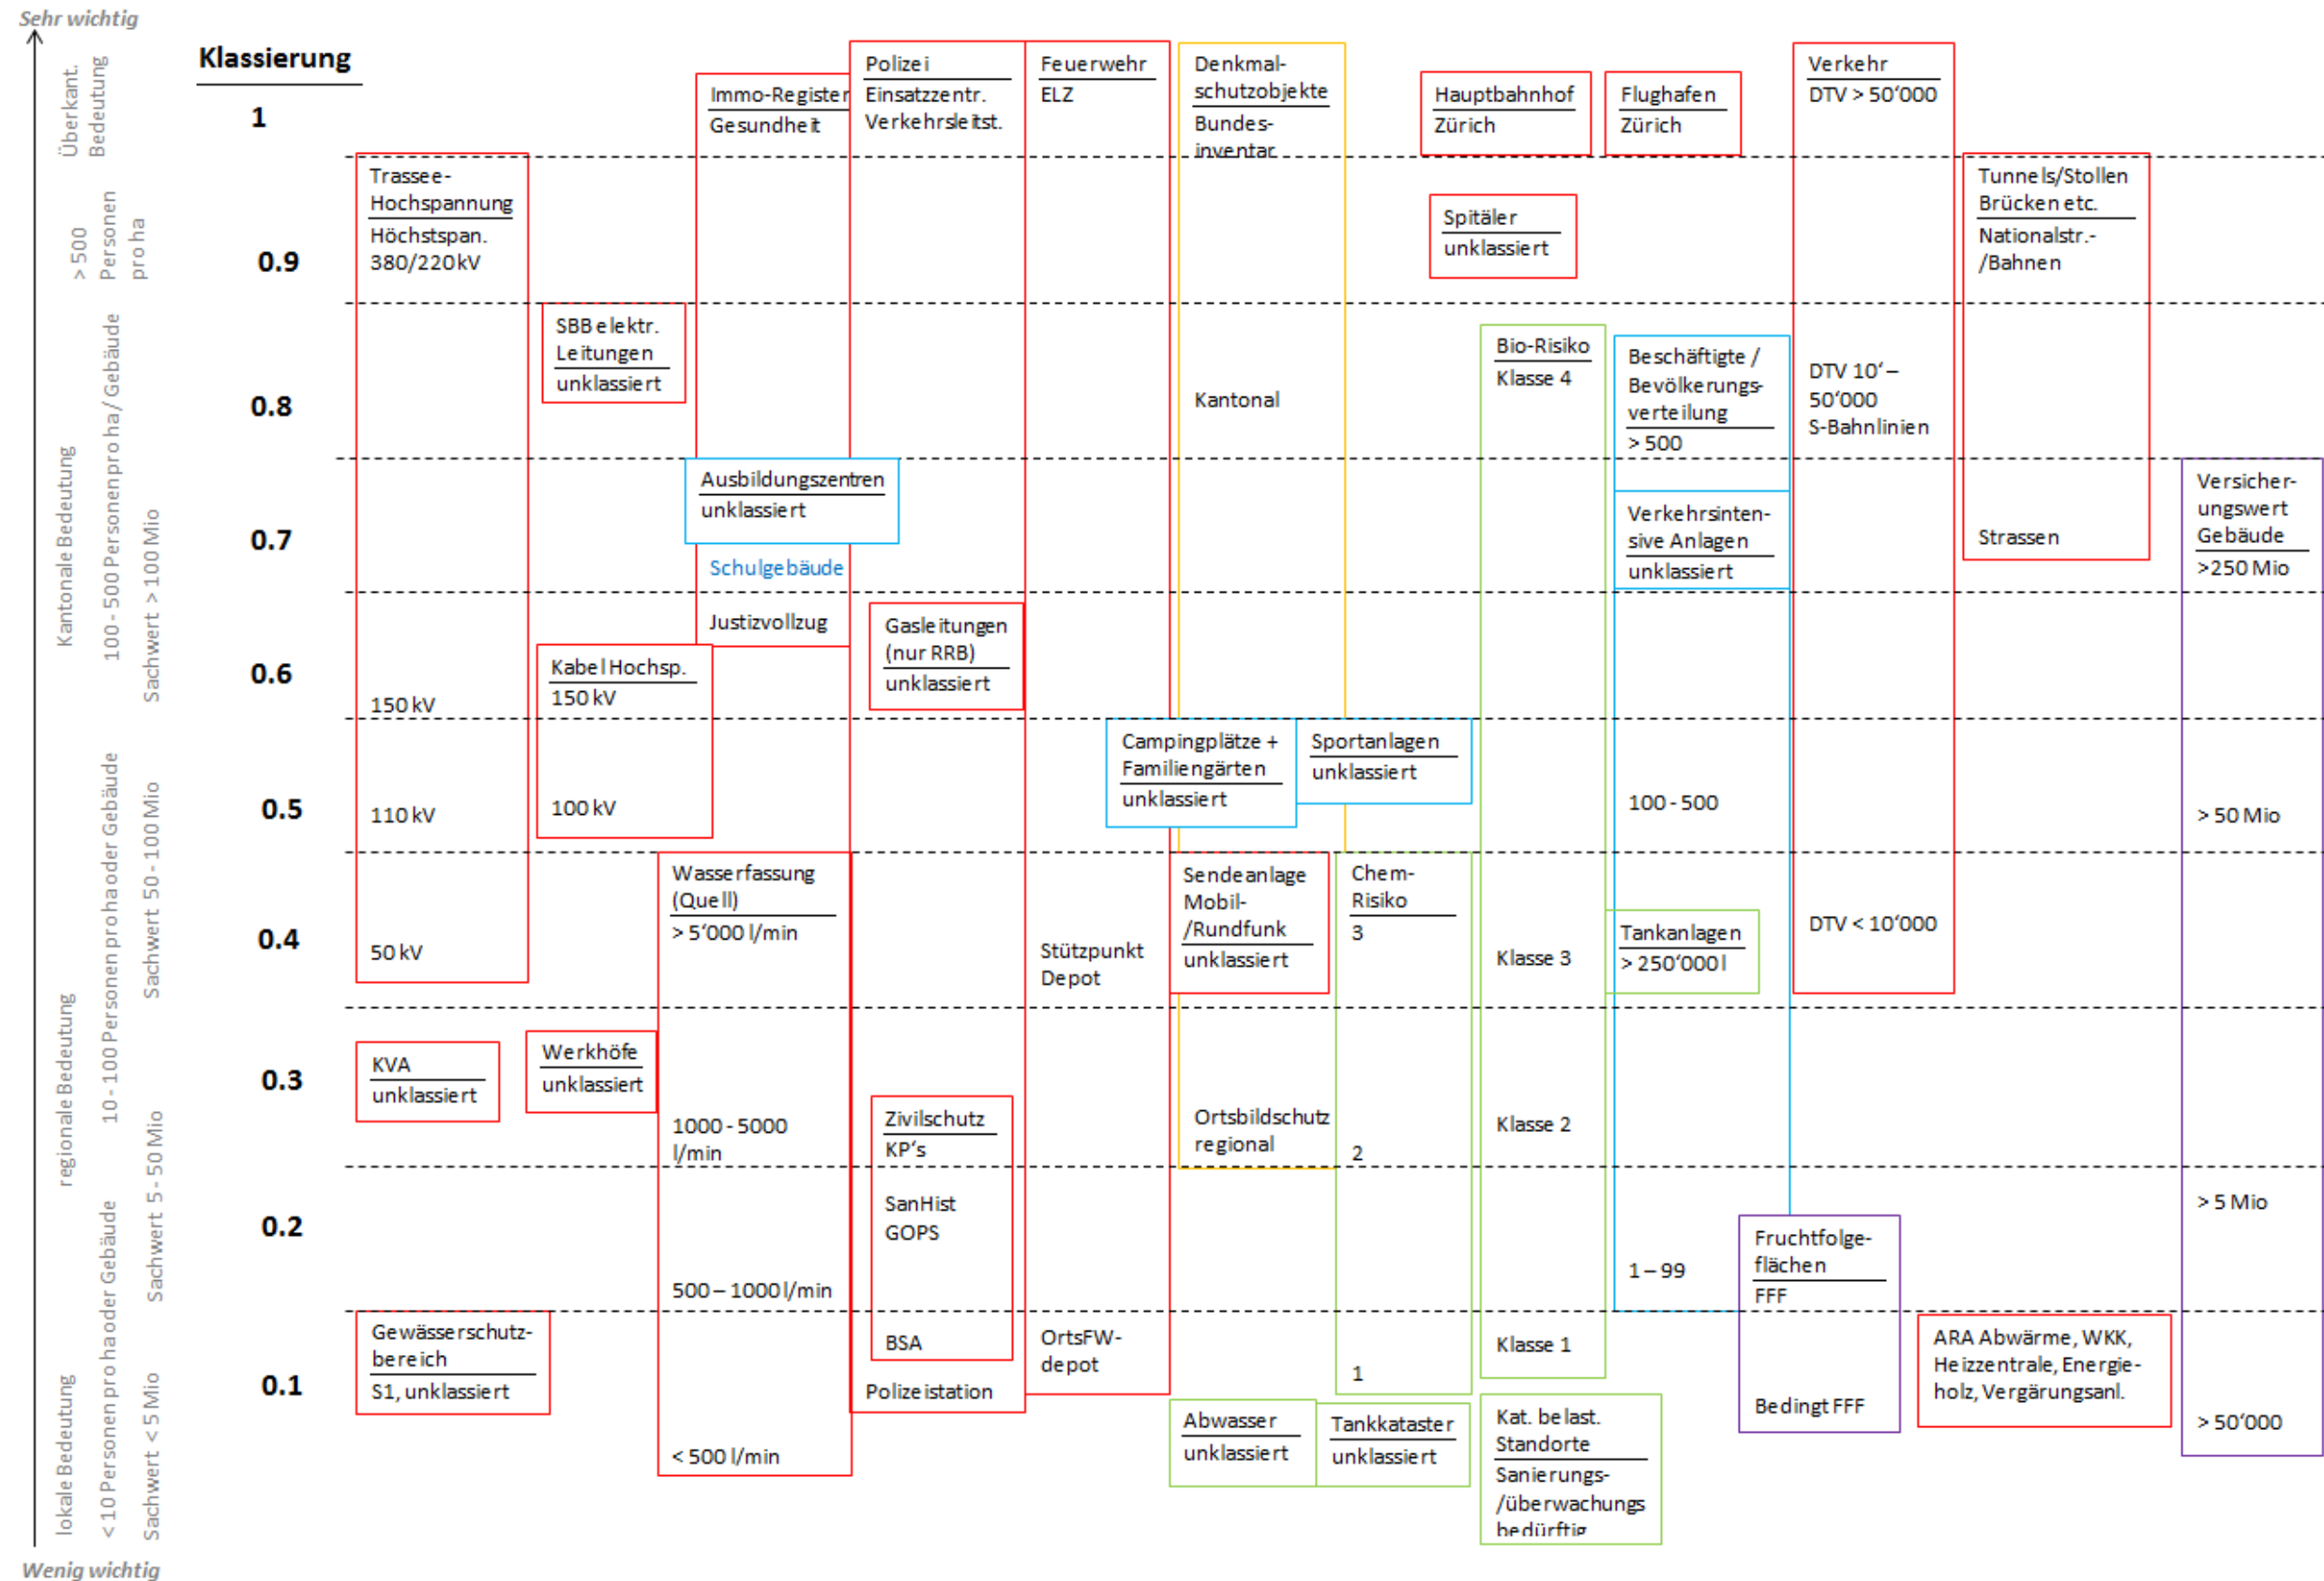 Sehr wichtig
Klassierung
Überkant.
Bedeutung
1
Immo-Register
Gesundheit
Polizei
Einsatzzentr.
Verkehrsleitst.
Feuerwehr
ELZ
Denkmal-
schutzobjekte
Bundes-
inventar
Hauptbahnhof
Zürich
Flughafen
Zürich
Verkehr
DTV > 50‘000
> 500
Personen
pro ha
0.9
Trassee-
Hochspannung
Höchstspan.
380/220 kV
Spitäler
unklassiert
Tunnels/Stollen
Brücken etc.
Nationalstr.-
/Bahnen
Kantonale Bedeutung
100 - 500 Personen pro ha / Gebäude
Sachwert > 100 Mio
0.8
SBB elektr.
Leitungen
unklassiert
Kantonal
Bio-Risiko
Klasse 4
Beschäftigte /
Bevölkerungs-
verteilung
> 500
DTV 10‘ –
50‘000
S-Bahnlinien
0.7
Ausbildungszentren
unklassiert
Schulgebäude
Verkehrsinten-
sive Anlagen
unklassiert
Strassen
Versicher-
ungswert
Gebäude
>250 Mio
0.6
150 kV
Kabel Hochsp.
150 kV
Justizvollzug
Gasleitungen
(nur RRB)
unklassiert
regionale Bedeutung
10 - 100 Personen pro ha oder Gebäude
Sachwert 50 - 100 Mio
Sachwert 5 - 50 Mio
0.5
110 kV
100 kV
Campingplätze +
Familiengärten
unklassiert
Sportanlagen
unklassiert
100 - 500
> 50 Mio
0.4
50 kV
Wasserfassung
(Quell)
> 5‘000 l/min
Stützpunkt
Depot
Sendeanlage
Mobil-
/Rundfunk
unklassiert
Chem-
Risiko
3
Klasse 3
Tankanlagen
> 250‘000 l
DTV < 10‘000
0.3
KVA
unklassiert
Werkhöfe
unklassiert
1000 - 5000
l/min
Zivilschutz
KP‘s
Ortsbildschutz
regional
2
Klasse 2
0.2
500 – 1000 l/min
SanHist
GOPS
1 – 99
Fruchtfolge-
flächen
FFF
> 5 Mio
lokale Bedeutung
< 10 Personen pro ha oder Gebäude
Sachwert < 5 Mio
0.1
Gewässerschutz-
bereich
S1, unklassiert
< 500 l/min
BSA
Polizeistation
OrtsFW-
depot
Abwasser
unklassiert
1
Tankkataster
unklassiert
Klasse 1
Kat. belast.
Standorte
Sanierungs-
/überwachungs
bedürftig
Bedingt FFF
ARA Abwärme, WKK,
Heizzentrale, Energie-
holz, Vergärungsanl.
> 50‘000
Wenig wichtig